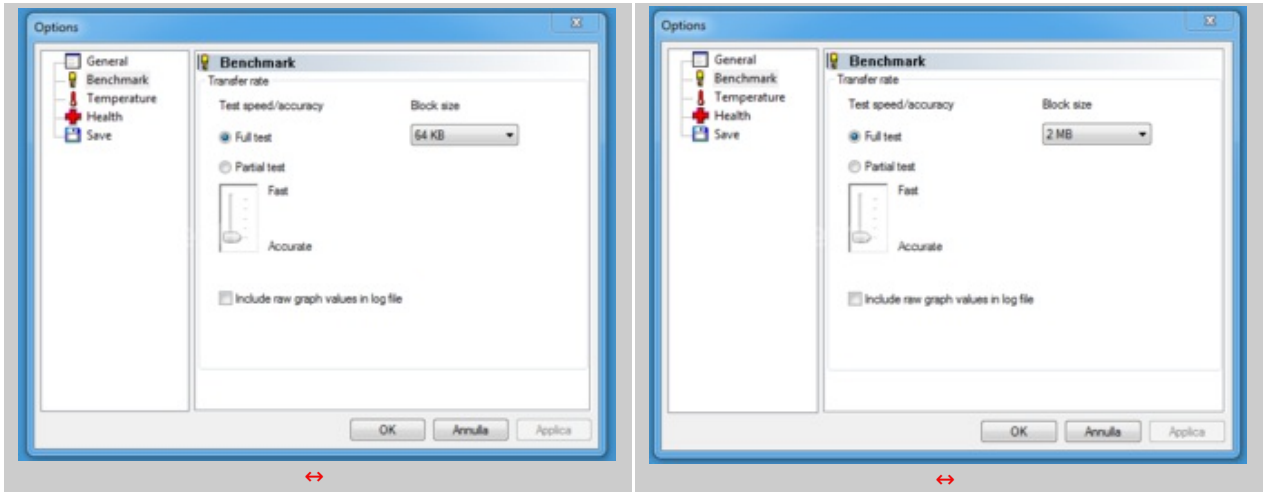 Options
General
Benchmark
Temperature
Health
Save
Benchmark
Transfer rate
Test speed/accuracy
Block size
Full test
64 KB
Partial test
Fast
Accurate
Include raw graph values in log file
OK
Annulla
Applica
Options
General
Benchmark
Temperature
Health
Save
Benchmark
Transfer rate
Test speed/accuracy
Block size
Full test
2 MB
Partial test
Fast
Accurate
Include raw graph values in log file
OK
Annulla
Applica